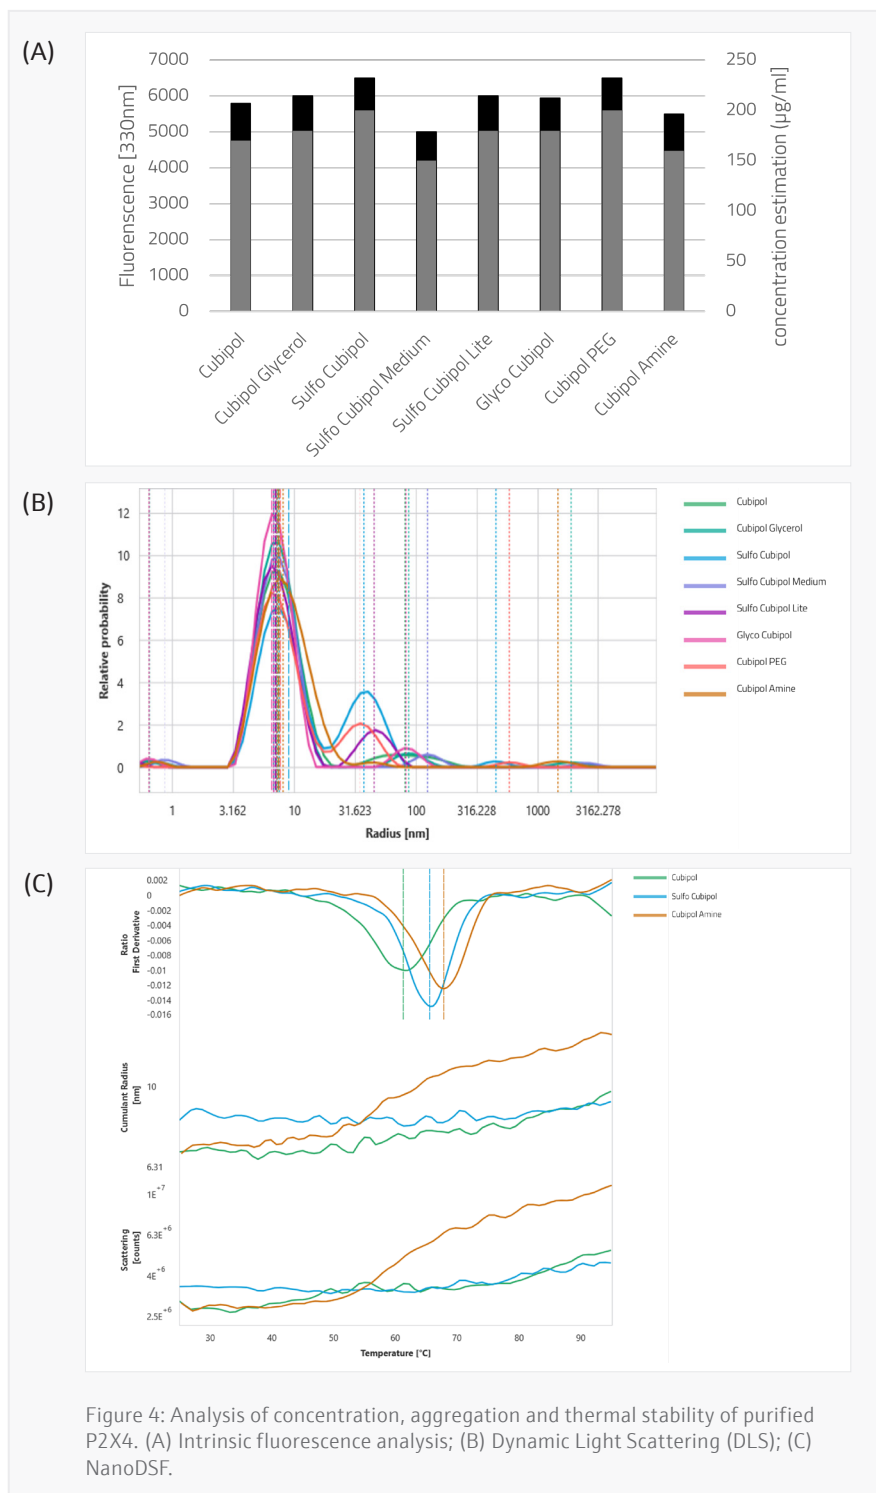 (A)
7000
6000
5000
4000
3000
2000
1000
0
Fluorenscence [330nm]
250
200
150
100
50
0
concentration estimation (µg/ml)
Cubipol
Cubipol Glycerol
Sulfo Cubipol
Sulfo Cubipol Medium
Sulfo Cubipol Lite
Glyco Cubipol
Cubipol PEG
Cubipol Amine
(B)
12
10
8
6
4
2
0
Relative probability
1
3.162
10
31.623
100
316.228
1000
3162.278
Radius [nm]
Cubipol
Cubipol Glycerol
Sulfo Cubipol
Sulfo Cubipol Medium
Sulfo Cubipol Lite
Glyco Cubipol
Cubipol PEG
Cubipol Amine
(C)
0.002
0
-0.002
-0.004
-0.006
-0.008
-0.01
-0.012
-0.014
-0.016
Ratio
First Derivative
Cubipol
Sulfo Cubipol
Cubipol Amine
10
6.31
Cumulant Radius
[nm]
1E+7
6.3E+6
4E+6
2.5E+6
Scattering
[counts]
30
40
50
60
70
80
90
Temperature [°C]
Figure 4: Analysis of concentration, aggregation and thermal stability of purified
P2X4. (A) Intrinsic fluorescence analysis; (B) Dynamic Light Scattering (DLS); (C)
NanoDSF.